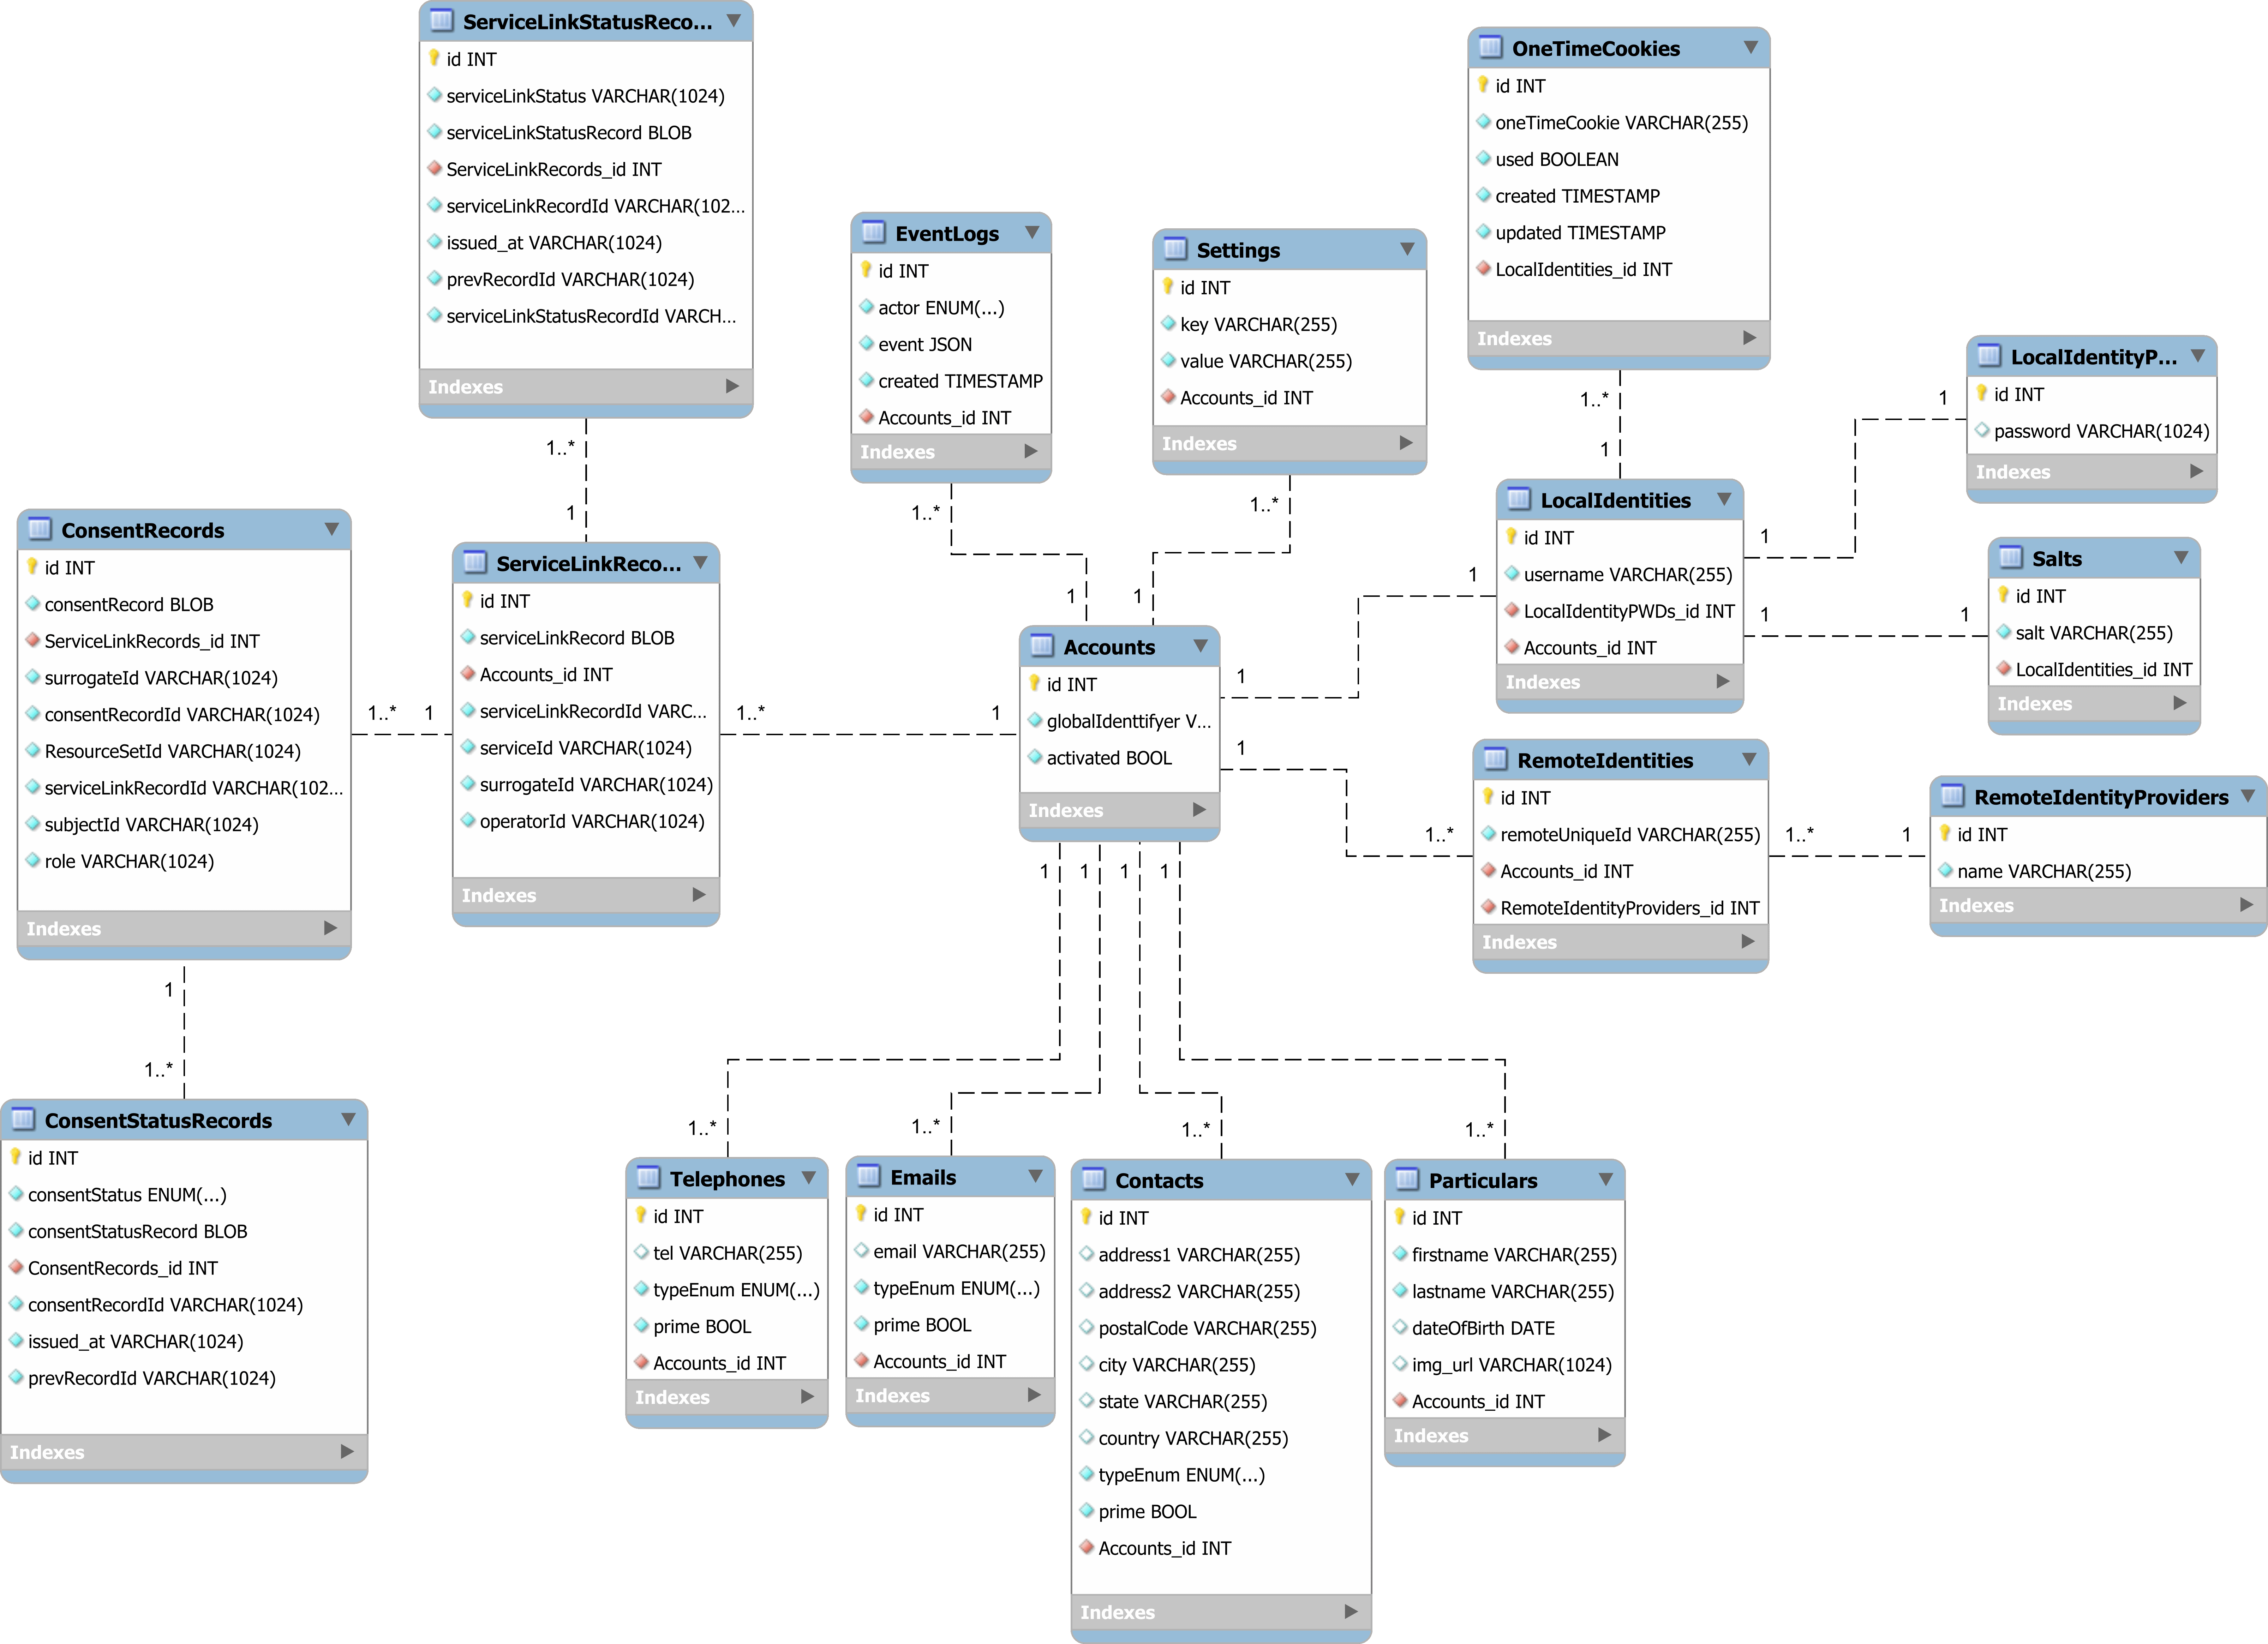 ServiceLinkStatusReco...
id INT
serviceLinkStatus VARCHAR(1024)
serviceLinkStatusRecord BLOB
ServiceLinkRecords_id INT
serviceLinkRecordId VARCHAR(102...
issued_at VARCHAR(1024)
prevRecordId VARCHAR(1024)
serviceLinkStatusRecordId VARCH...
Indexes
1..*
1
EventLogs
id INT
actor ENUM(...)
event JSON
created TIMESTAMP
Accounts_id INT
Indexes
1..*
1
Settings
id INT
key VARCHAR(255)
value VARCHAR(255)
Accounts_id INT
Indexes
1..*
1
OneTimeCookies
id INT
oneTimeCookie VARCHAR(255)
used BOOLEAN
created TIMESTAMP
updated TIMESTAMP
LocalIdentities_id INT
Indexes
1..*
1
LocalIdentityP...
id INT
password VARCHAR(1024)
Indexes
1
1
LocalIdentities
id INT
username VARCHAR(255)
LocalIdentityPWDs_id INT
Accounts_id INT
Indexes
1
1
Salts
id INT
salt VARCHAR(255)
LocalIdentities_id INT
Indexes
1
1
ConsentRecords
id INT
consentRecord BLOB
ServiceLinkRecords_id INT
surrogateId VARCHAR(1024)
consentRecordId VARCHAR(1024)
ResourceSetId VARCHAR(1024)
serviceLinkRecordId VARCHAR(102...
subjectId VARCHAR(1024)
role VARCHAR(1024)
Indexes
1..*
1
ServiceLinkReco...
id INT
serviceLinkRecord BLOB
Accounts_id INT
serviceLinkRecordId VARC...
serviceId VARCHAR(1024)
surrogateId VARCHAR(1024)
operatorId VARCHAR(1024)
Indexes
1..*
1
Accounts
id INT
globalIdenttifyer V...
activated BOOL
Indexes
1
1..*
RemoteIdentities
id INT
remoteUniqueId VARCHAR(255)
Accounts_id INT
RemoteIdentityProviders_id INT
Indexes
1..*
1
RemoteIdentityProviders
id INT
name VARCHAR(255)
Indexes
1
1..*
ConsentStatusRecords
id INT
consentStatus ENUM(...)
consentStatusRecord BLOB
ConsentRecords_id INT
consentRecordId VARCHAR(1024)
issued_at VARCHAR(1024)
prevRecordId VARCHAR(1024)
Indexes
1
1
1
1
1..*
1..*
1..*
1..*
Telephones
id INT
tel VARCHAR(255)
typeEnum ENUM(...)
prime BOOL
Accounts_id INT
Indexes
Emails
id INT
email VARCHAR(255)
typeEnum ENUM(...)
prime BOOL
Accounts_id INT
Indexes
Contacts
id INT
address1 VARCHAR(255)
address2 VARCHAR(255)
postalCode VARCHAR(255)
city VARCHAR(255)
state VARCHAR(255)
country VARCHAR(255)
typeEnum ENUM(...)
prime BOOL
Accounts_id INT
Indexes
Particulars
id INT
firstname VARCHAR(255)
lastname VARCHAR(255)
dateOfBirth DATE
img_url VARCHAR(1024)
Accounts_id INT
Indexes